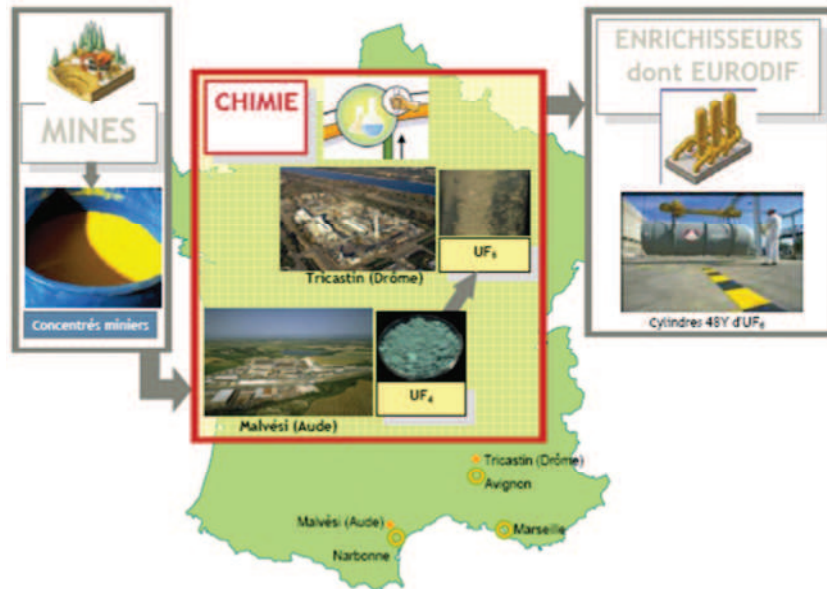 MINES
Concentrés miniers
CHIMIE
Tricastin (Drôme)
UF₆
Malvési (Aude)
UF₄
ENRICHISSEURS
dont EURODIF
Cylindres 48Y d'UF₆
Tricastin (Drôme)
Avignon
Malvési (Aude)
Marseille
Narbonne